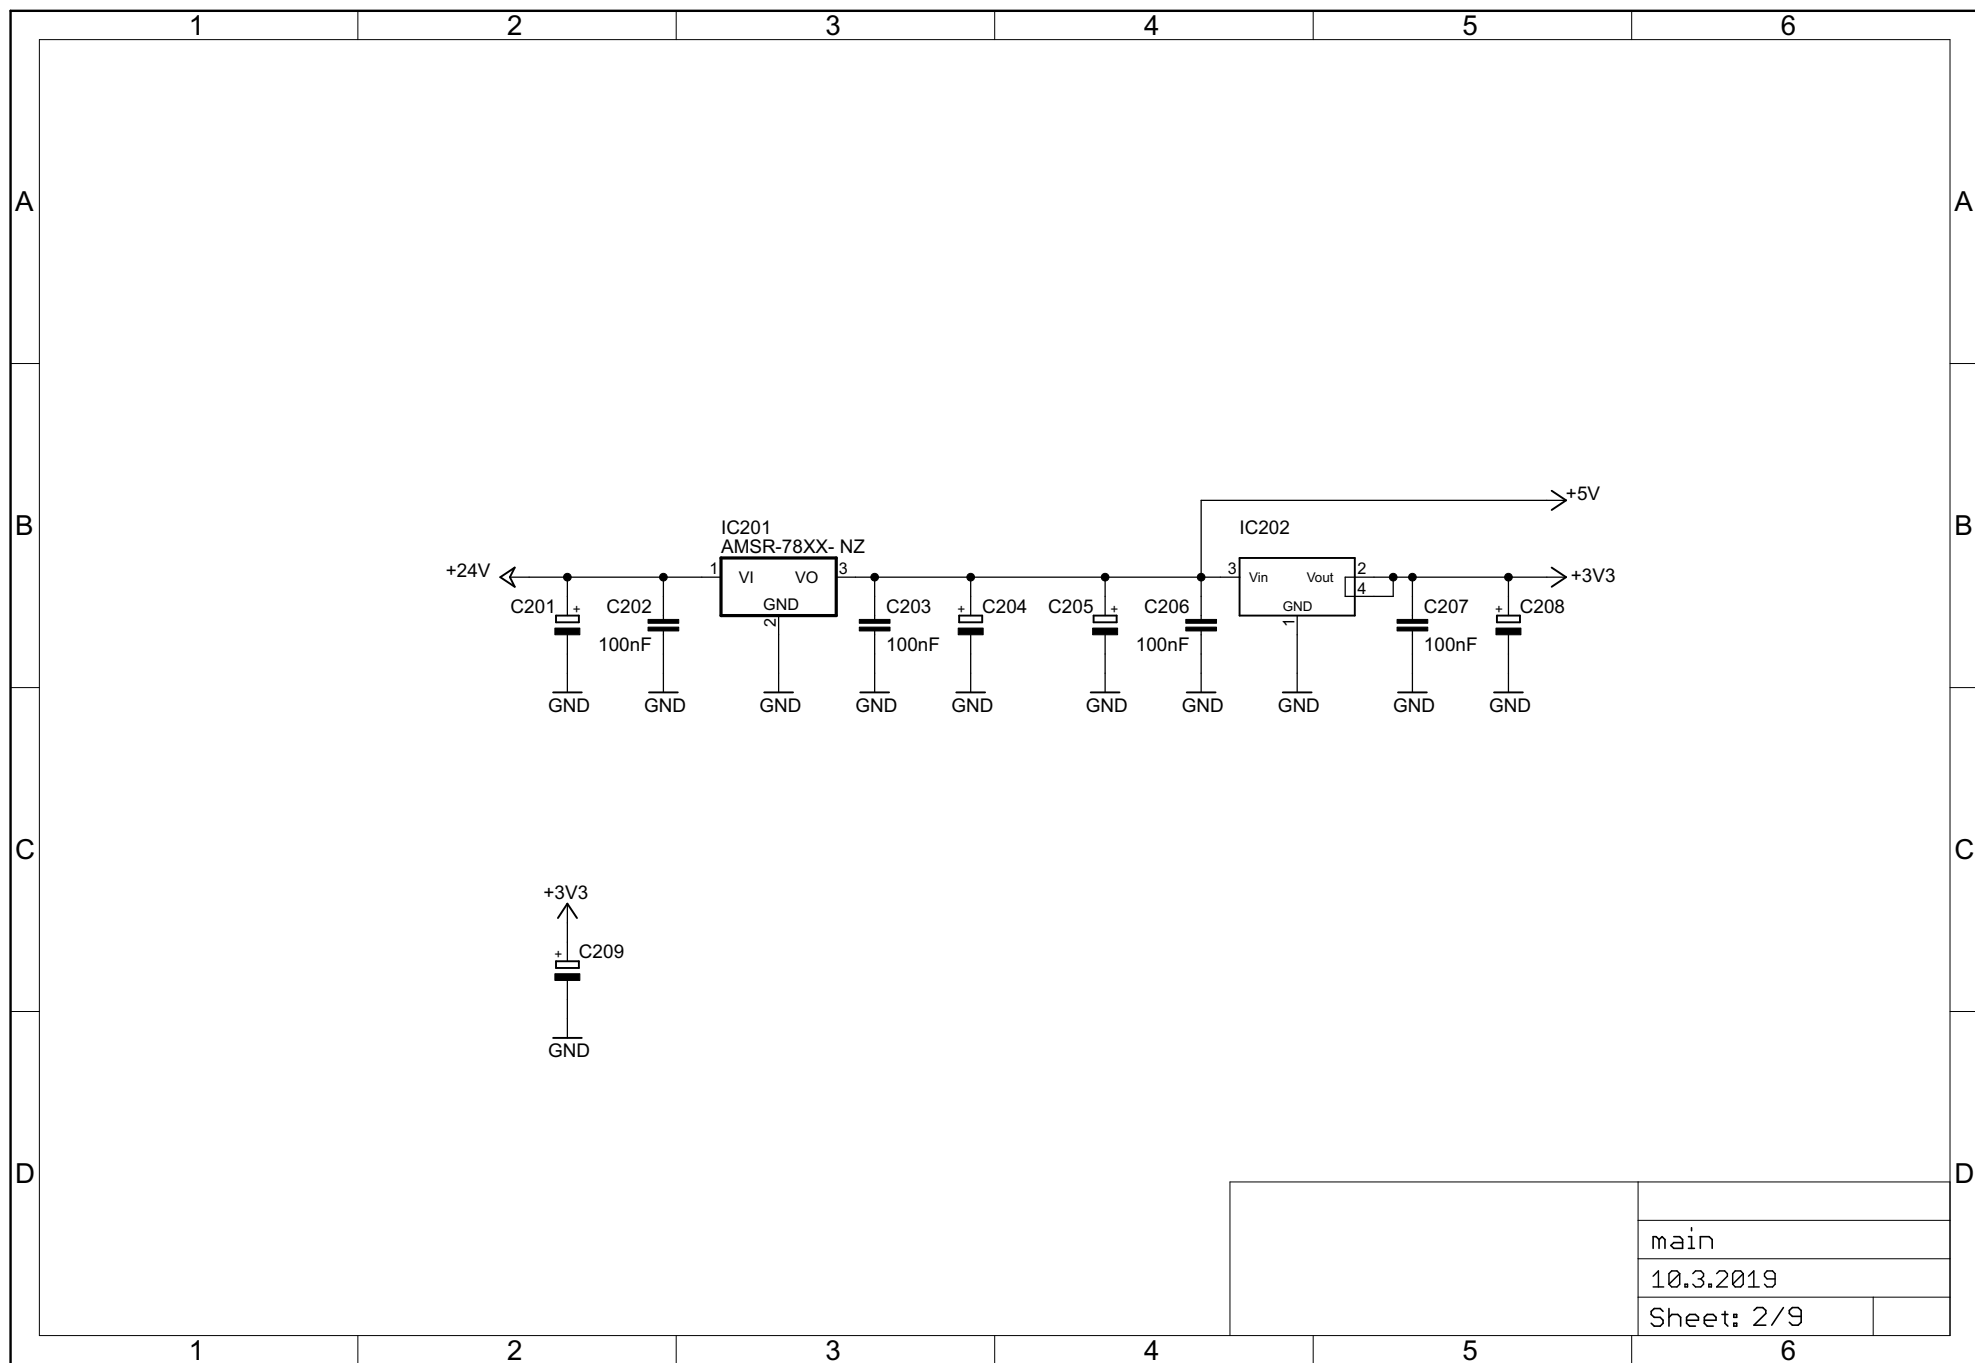 1 2 3 4 5 6
A A
+5V
B IC201 IC202 B
AMSR-78XX- NZ
+24V 1 VI VO 3 3 Vin Vout 2 +3V3
4
C201 + C202 GND C203 + C204 C205 + C206 GND C207 + C208
2 1
100nF 100nF 100nF 100nF
GND GND GND GND GND GND GND GND GND GND
C C
+3V3
+ C209
GND
D D
main
10.3.2019
Sheet: 2/9
1 2 3 4 5 6